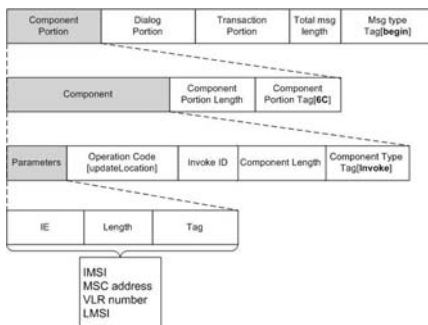 Component Portion
Dialog Portion
Transaction Portion
Total msg length
Msg type Tag[begin]
Component
Component Portion Length
Component Portion Tag[6C]
Parameters
Operation Code [updateLocation]
Invoke ID
Component Length
Component Type Tag[Invoke]
IE
Length
Tag
IMSI
MSC address
VLR number
LMSI